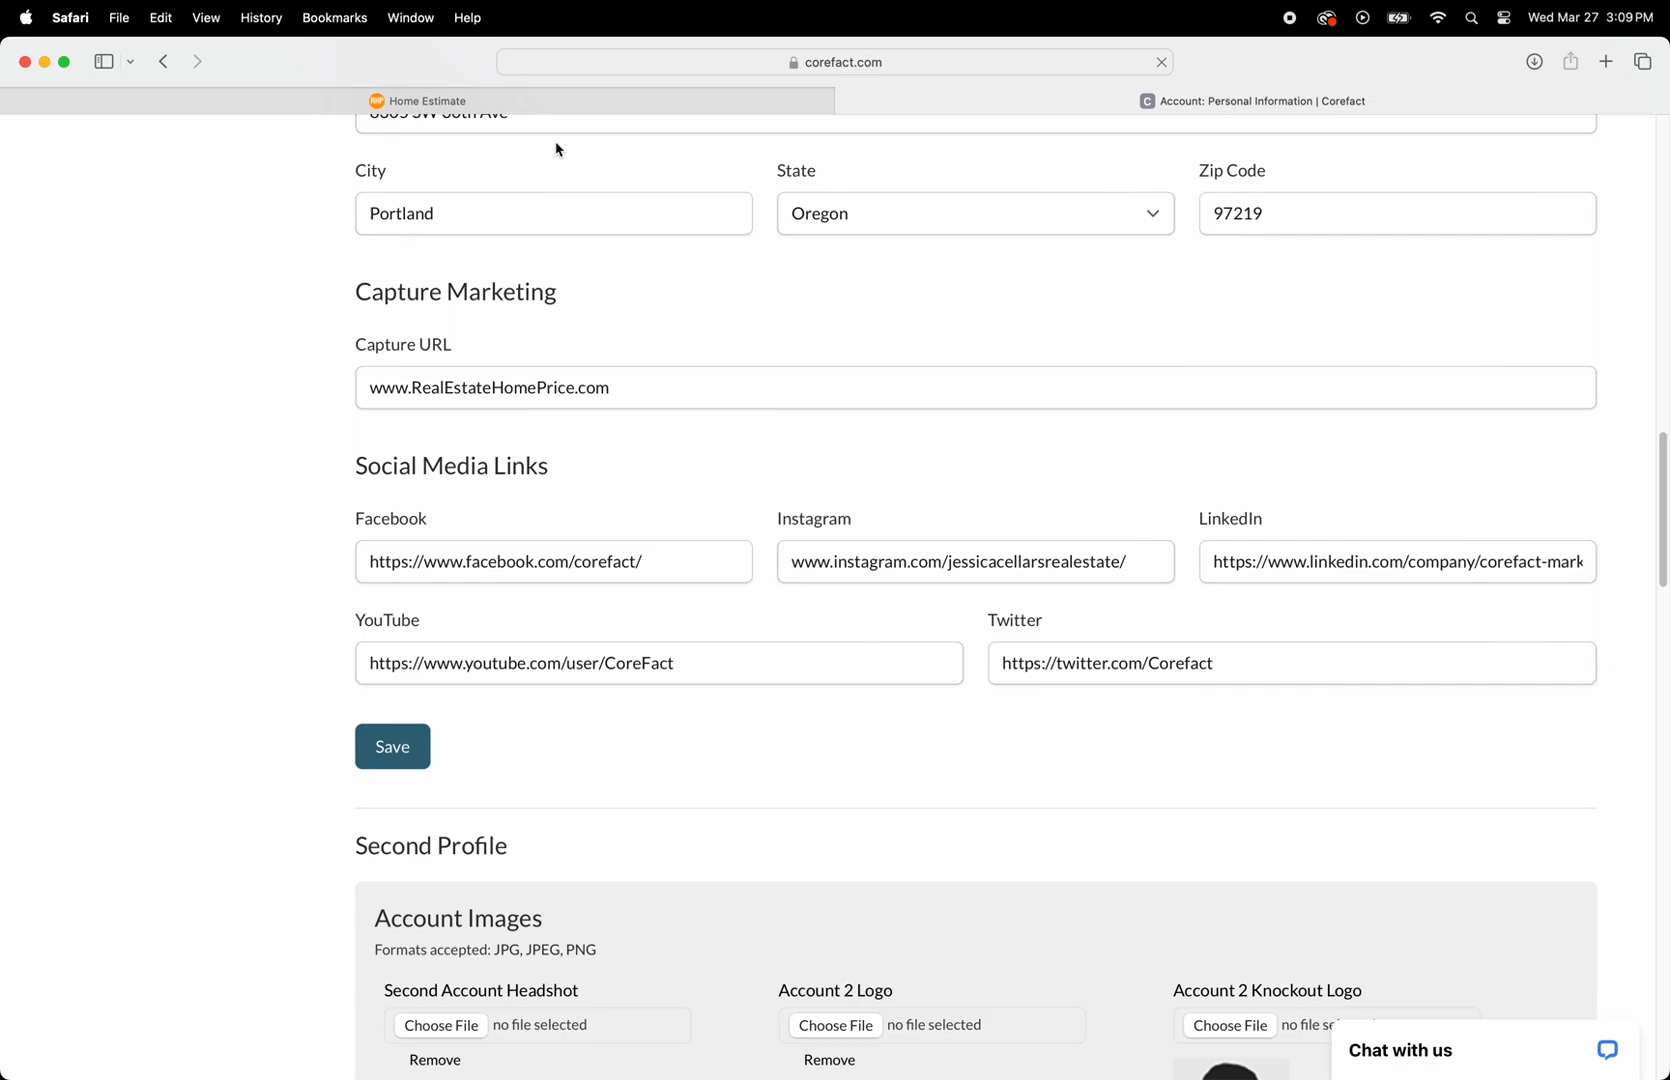 Safari File Edit View History Bookmarks Window Help Wed Mar 27 3:09 PM
corefact.com
RHP Home Estimate
C Account: Personal Information | Corefact
City State Zip Code
Portland Oregon 97219
Capture Marketing
Capture URL
www.RealEstateHomePrice.com
Social Media Links
Facebook Instagram LinkedIn
https://www.facebook.com/corefact/ www.instagram.com/jessicacellarsrealestate/ https://www.linkedin.com/company/corefact-mark
YouTube Twitter
https://www.youtube.com/user/CoreFact https://twitter.com/Corefact
Save
Second Profile
Account Images
Formats accepted: JPG, JPEG, PNG
Second Account Headshot Account 2 Logo Account 2 Knockout Logo
Choose File no file selected Choose File no file selected Choose File no file se
Remove Remove
Chat with us